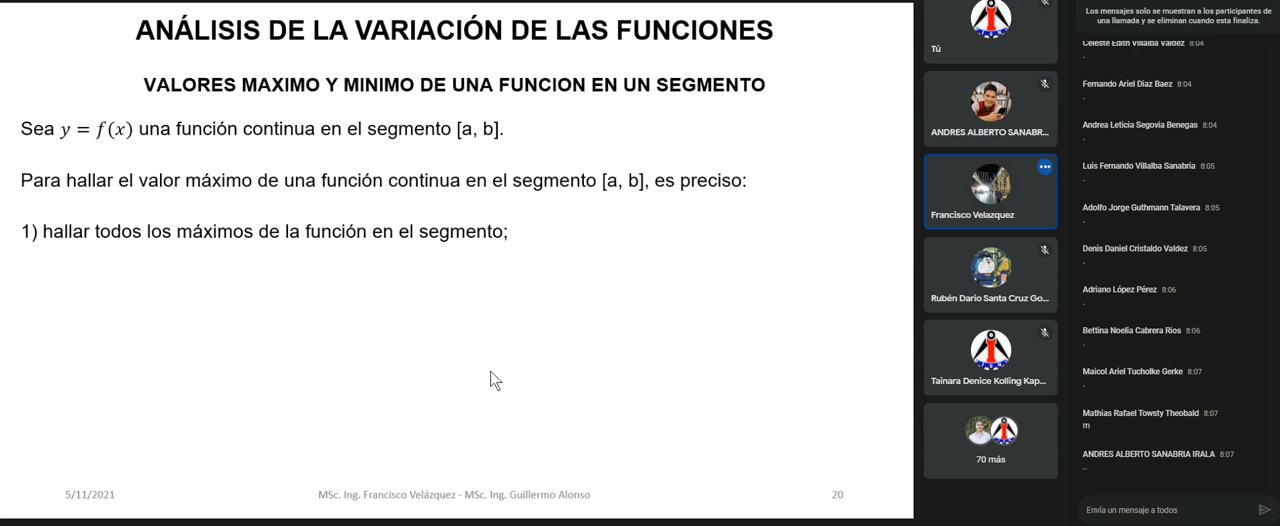 ANÁLISIS DE LA VARIACIÓN DE LAS FUNCIONES
VALORES MAXIMO Y MINIMO DE UNA FUNCION EN UN SEGMENTO
Sea y = f(x) una función continua en el segmento [a, b].
Para hallar el valor máximo de una función continua en el segmento [a, b], es preciso:
1) hallar todos los máximos de la función en el segmento;
5/11/2021
MSc. Ing. Francisco Velázquez - MSc. Ing. Guillermo Alonso
20
Tú
ANDRES ALBERTO SANABR...
Francisco Velazquez
Rubén Dario Santa Cruz Go...
Tainara Denice Kolling Kap...
70 más
Los mensajes solo se muestran a los participantes de
una llamada y se eliminan cuando esta finaliza.
Celeste Edith Villalba Valdez 8:04
.
Fernando Ariel Diaz Baez 8:04
.
Andrea Leticia Segovia Benegas 8:04
.
Luis Fernando Villalba Sanabria 8:05
.
Adolfo Jorge Guthmann Talavera 8:05
.
Denis Daniel Cristaldo Valdez 8:05
.
Adriano López Pérez 8:06
.
Bettina Noelia Cabrera Rios 8:06
.
Maicol Ariel Tucholke Gerke 8:07
.
Mathias Rafael Towsty Theobald 8:07
m
ANDRES ALBERTO SANABRIA IRALA 8:07
..
Envía un mensaje a todos